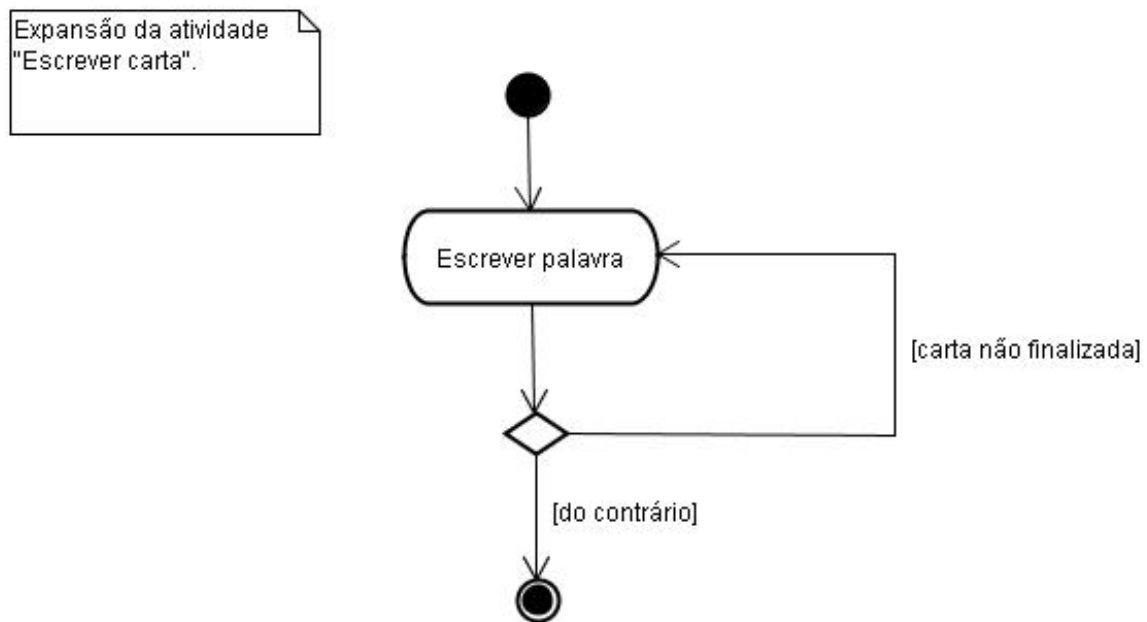 Expansão da atividade
"Escrever carta".
Escrever palavra
[carta não finalizada]
[do contrário]